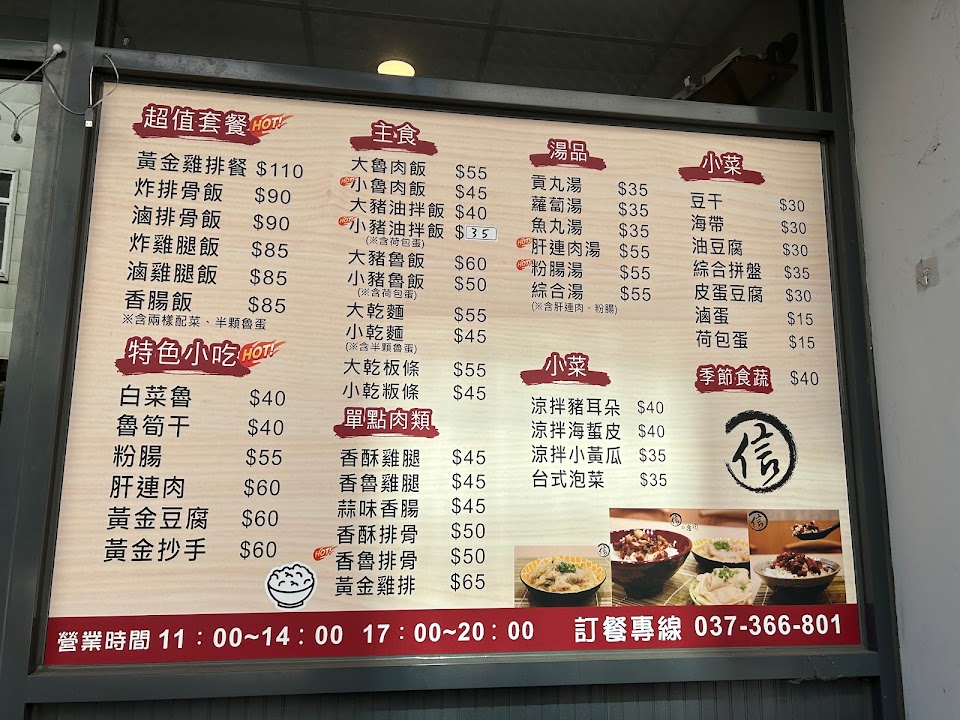 超值套餐 HOT!
黃金雞排餐 $110
炸排骨飯 $90
滷排骨飯 $90
炸雞腿飯 $85
滷雞腿飯 $85
香腸飯 $85
※含兩樣配菜、半顆魯蛋
特色小吃 HOT!
白菜魯 $40
魯筍干 $40
粉腸 $55
肝連肉 $60
黃金豆腐 $60
黃金抄手 $60
主食
大魯肉飯 $55
HOT! 小魯肉飯 $45
大豬油拌飯 $40
HOT! 小豬油拌飯 $35
(※含荷包蛋)
大豬魯飯 $60
小豬魯飯 $50
(※含荷包蛋)
大乾麵 $55
小乾麵 $45
(※含半顆魯蛋)
大乾板條 $55
小乾粄條 $45
單點肉類
香酥雞腿 $45
香魯雞腿 $45
蒜味香腸 $45
香酥排骨 $50
HOT! 香魯排骨 $50
黃金雞排 $65
湯品
貢丸湯 $35
蘿蔔湯 $35
魚丸湯 $35
HOT! 肝連肉湯 $55
HOT! 粉腸湯 $55
綜合湯 $55
(※含肝連肉、粉腸)
小菜
涼拌豬耳朵 $40
涼拌海蜇皮 $40
涼拌小黃瓜 $35
台式泡菜 $35
小菜
豆干 $30
海帶 $30
油豆腐 $30
綜合拼盤 $35
皮蛋豆腐 $30
滷蛋 $15
荷包蛋 $15
季節食蔬 $40
信
信
信
信
營業時間 11：00~14：00 17：00~20：00 訂餐專線 037-366-801